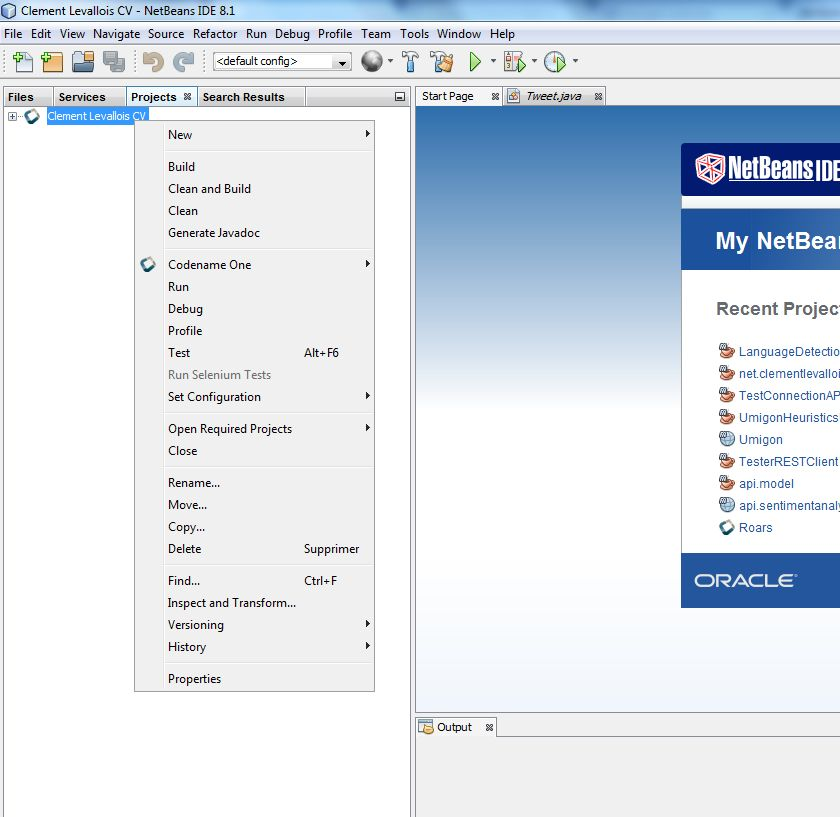 Clement Levallois CV - NetBeans IDE 8.1
File Edit View Navigate Source Refactor Run Debug Profile Team Tools Window Help
<default config>
Files Services Projects Search Results
Start Page Tweet.java
Clement Levallois CV
New
Build
Clean and Build
Clean
Generate Javadoc
Codename One
Run
Debug
Profile
Test Alt+F6
Run Selenium Tests
Set Configuration
Open Required Projects
Close
Rename...
Move...
Copy...
Delete Supprimer
Find... Ctrl+F
Inspect and Transform...
Versioning
History
Properties
NetBeans IDE
My NetBea
Recent Projec
LanguageDetectio
net.clementlevalloi
TestConnectionAP
UmigonHeuristics
Umigon
TesterRESTClient
api.model
api.sentimentanaly
Roars
ORACLE
Output